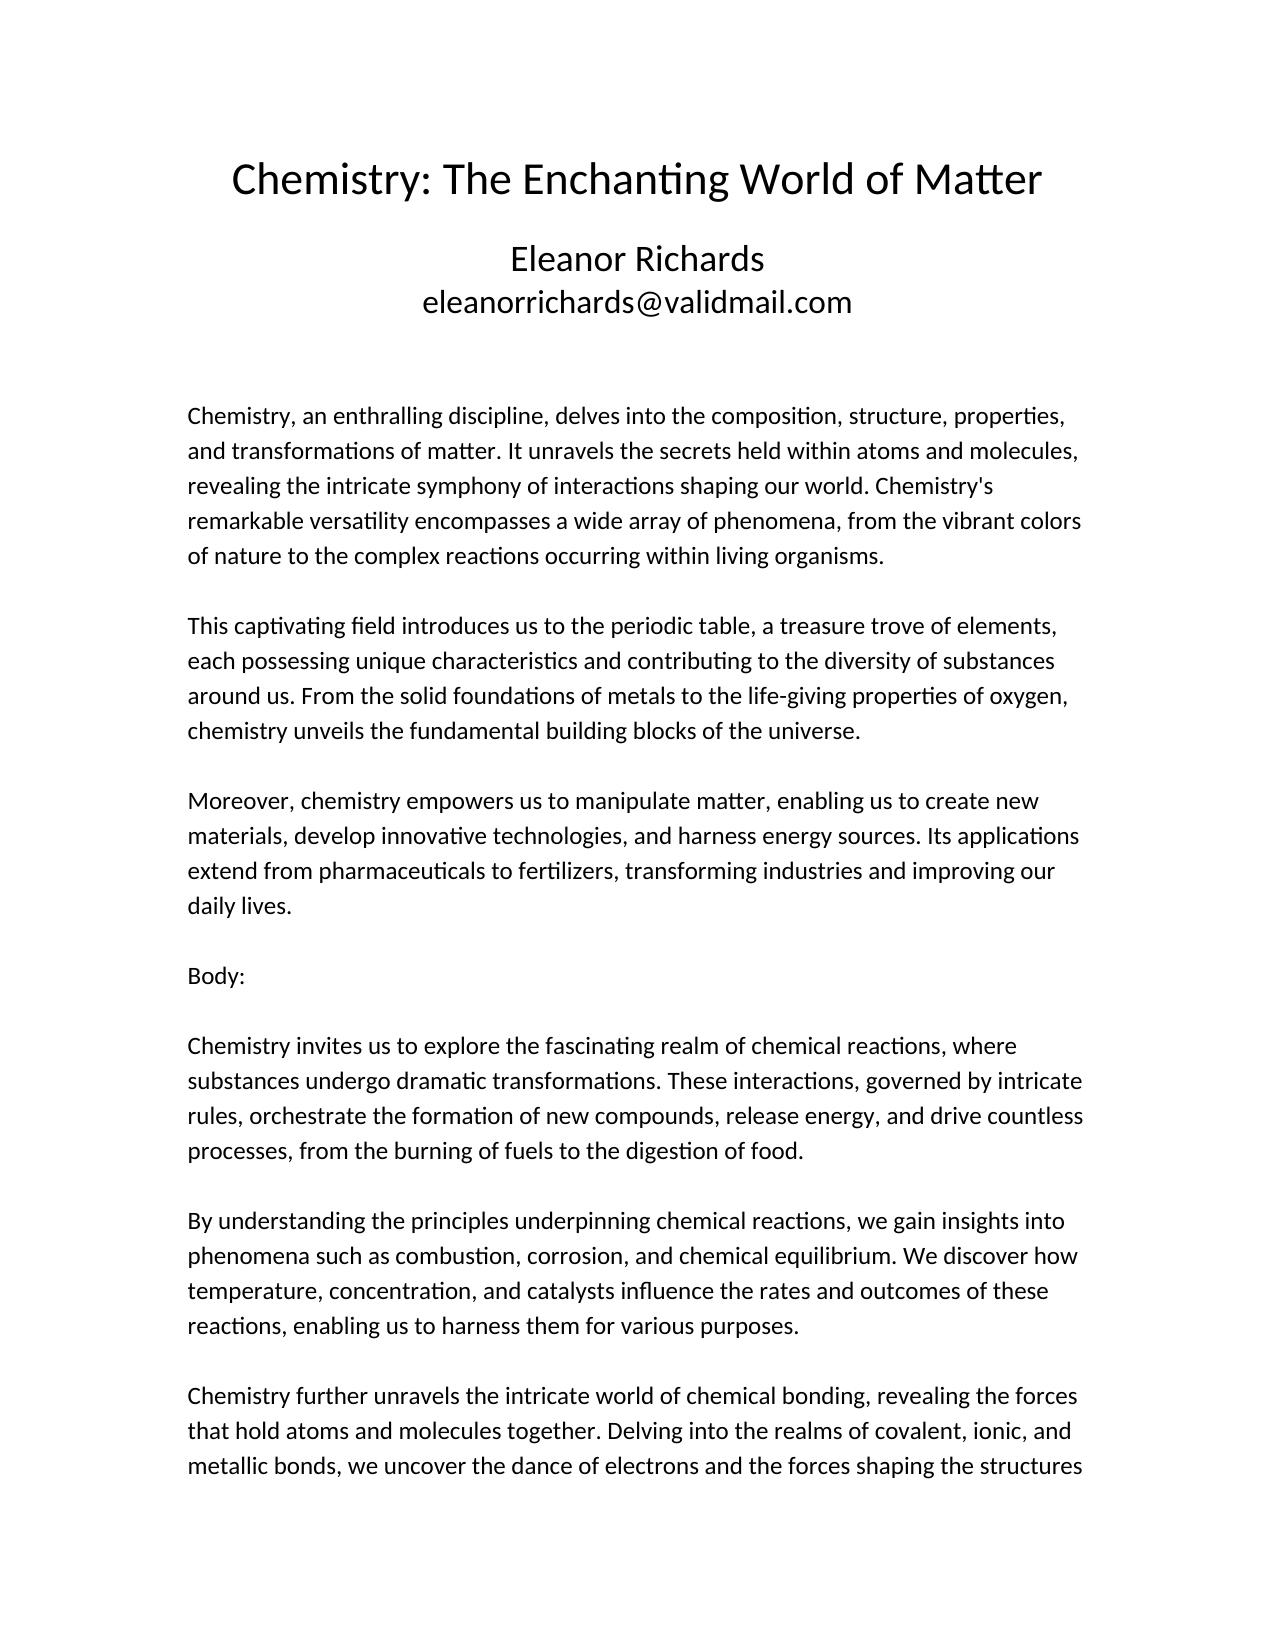 Chemistry: The Enchanting World of Matter
Eleanor Richards
eleanorrichards@validmail.com
Chemistry, an enthralling discipline, delves into the composition, structure, properties,
and transformations of matter. It unravels the secrets held within atoms and molecules,
revealing the intricate symphony of interactions shaping our world. Chemistry's
remarkable versatility encompasses a wide array of phenomena, from the vibrant colors
of nature to the complex reactions occurring within living organisms.
This captivating field introduces us to the periodic table, a treasure trove of elements,
each possessing unique characteristics and contributing to the diversity of substances
around us. From the solid foundations of metals to the life-giving properties of oxygen,
chemistry unveils the fundamental building blocks of the universe.
Moreover, chemistry empowers us to manipulate matter, enabling us to create new
materials, develop innovative technologies, and harness energy sources. Its applications
extend from pharmaceuticals to fertilizers, transforming industries and improving our
daily lives.
Body:
Chemistry invites us to explore the fascinating realm of chemical reactions, where
substances undergo dramatic transformations. These interactions, governed by intricate
rules, orchestrate the formation of new compounds, release energy, and drive countless
processes, from the burning of fuels to the digestion of food.
By understanding the principles underpinning chemical reactions, we gain insights into
phenomena such as combustion, corrosion, and chemical equilibrium. We discover how
temperature, concentration, and catalysts influence the rates and outcomes of these
reactions, enabling us to harness them for various purposes.
Chemistry further unravels the intricate world of chemical bonding, revealing the forces
that hold atoms and molecules together. Delving into the realms of covalent, ionic, and
metallic bonds, we uncover the dance of electrons and the forces shaping the structures